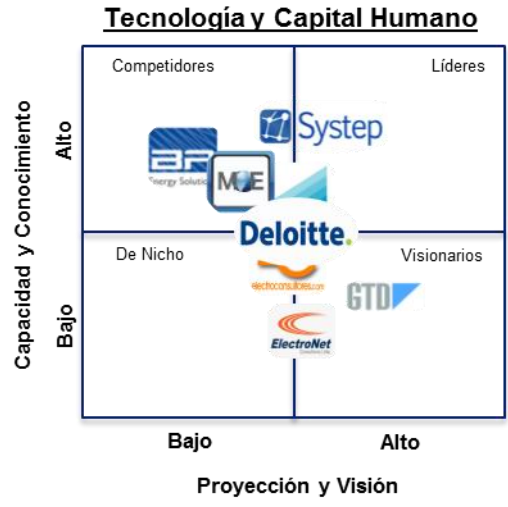 Tecnología y Capital Humano
Competidores
Líderes
Systep
Energy Solutio
M E
Deloitte.
De Nicho
Visionarios
electroconsultores.com
GTD
ElectroNet
Capacidad y Conocimiento
Alto
Bajo
Bajo
Alto
Proyección y Visión